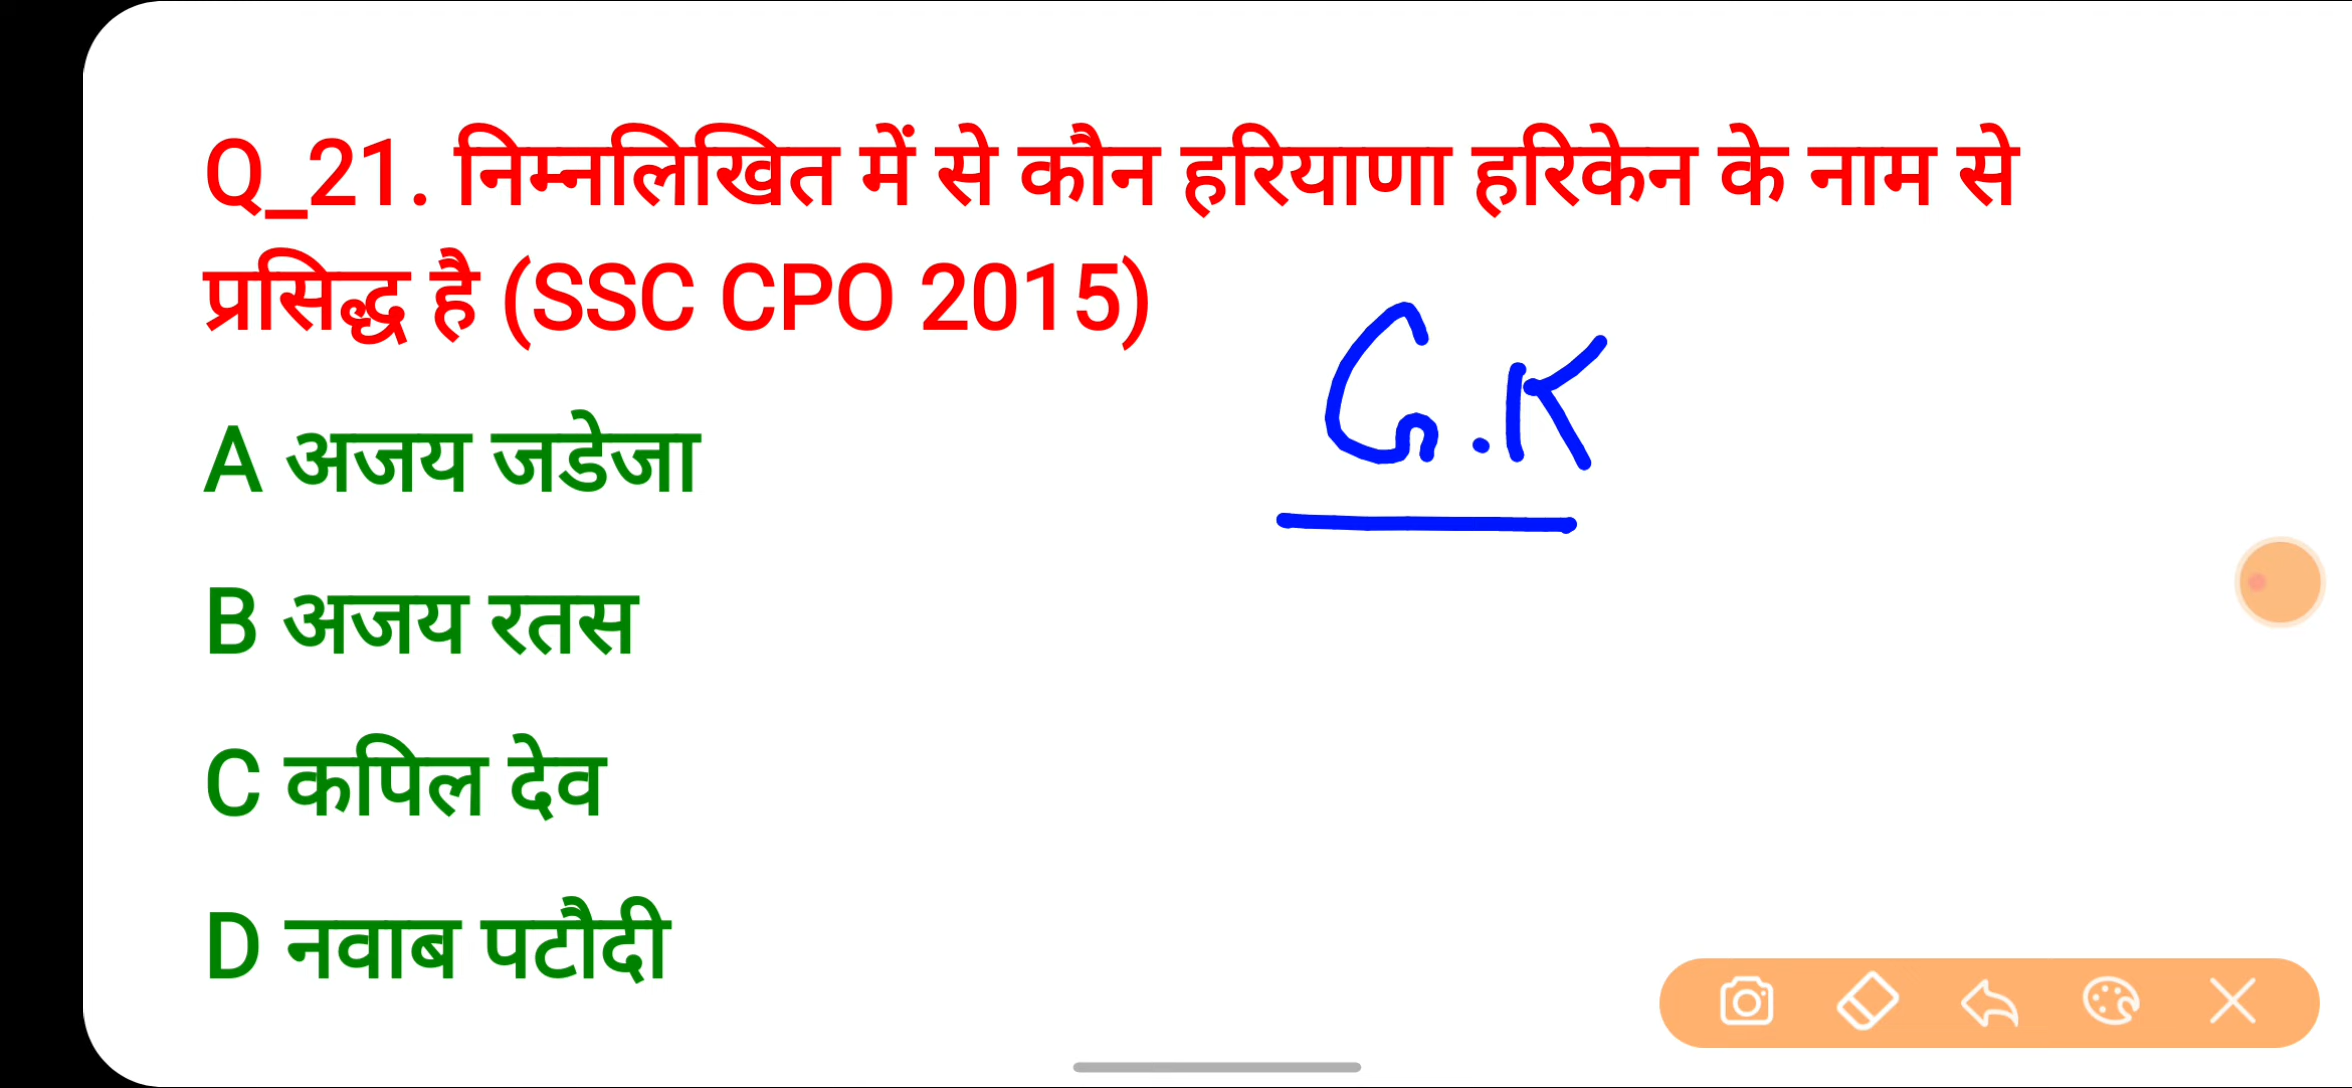 Q_21. निम्नलिखित में से कौन हरियाणा हरिकेन के नाम से
प्रसिद्ध है (SSC CPO 2015)
G.K
A अजय जडेजा
B अजय रतस
C कपिल देव
D नवाब पटौदी